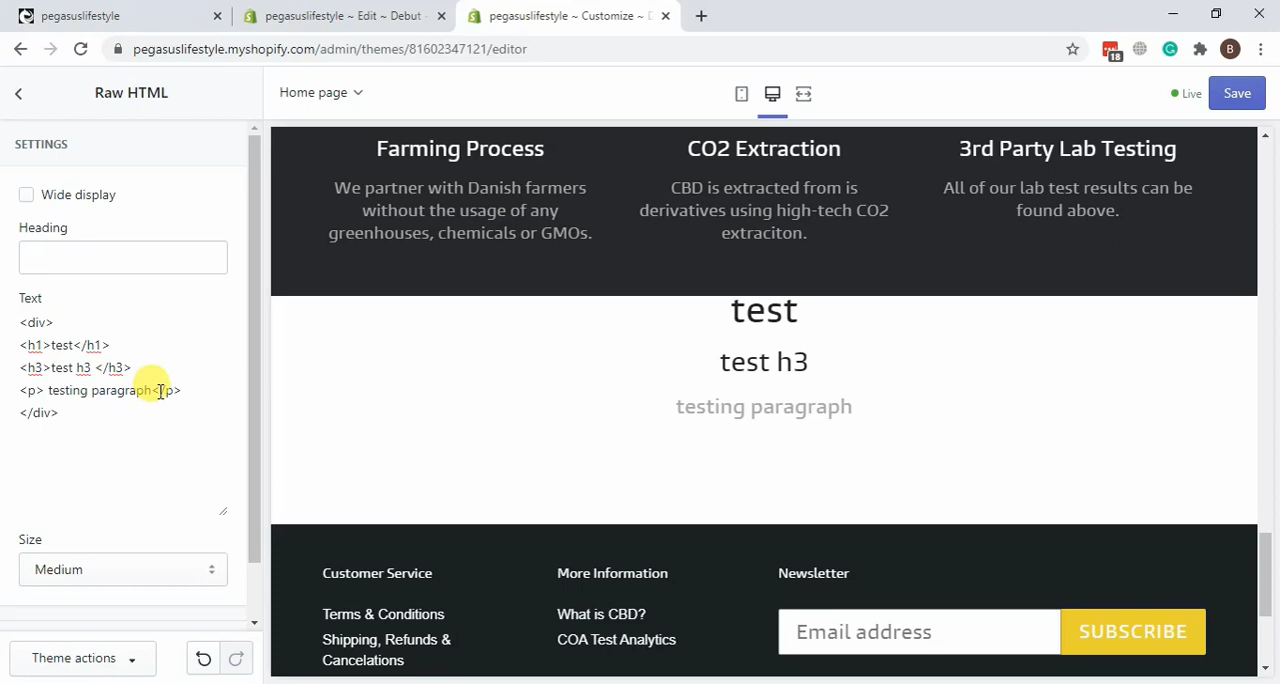 pegasuslifestyle
pegasuslifestyle ~ Edit ~ Debut
pegasuslifestyle ~ Customize ~
pegasuslifestyle.myshopify.com/admin/themes/81602347121/editor
18
B
Raw HTML
Home page
Live
Save
SETTINGS
Wide display
Heading
Text
<div>
<h1>test</h1>
<h3>test h3 </h3>
<p> testing paragraph</p>
</div>
Size
Medium
Theme actions
Farming Process
We partner with Danish farmers
without the usage of any
greenhouses, chemicals or GMOs.
CO2 Extraction
CBD is extracted from is
derivatives using high-tech CO2
extraciton.
3rd Party Lab Testing
All of our lab test results can be
found above.
test
test h3
testing paragraph
Customer Service
Terms & Conditions
Shipping, Refunds &
Cancelations
More Information
What is CBD?
COA Test Analytics
Newsletter
Email address
SUBSCRIBE